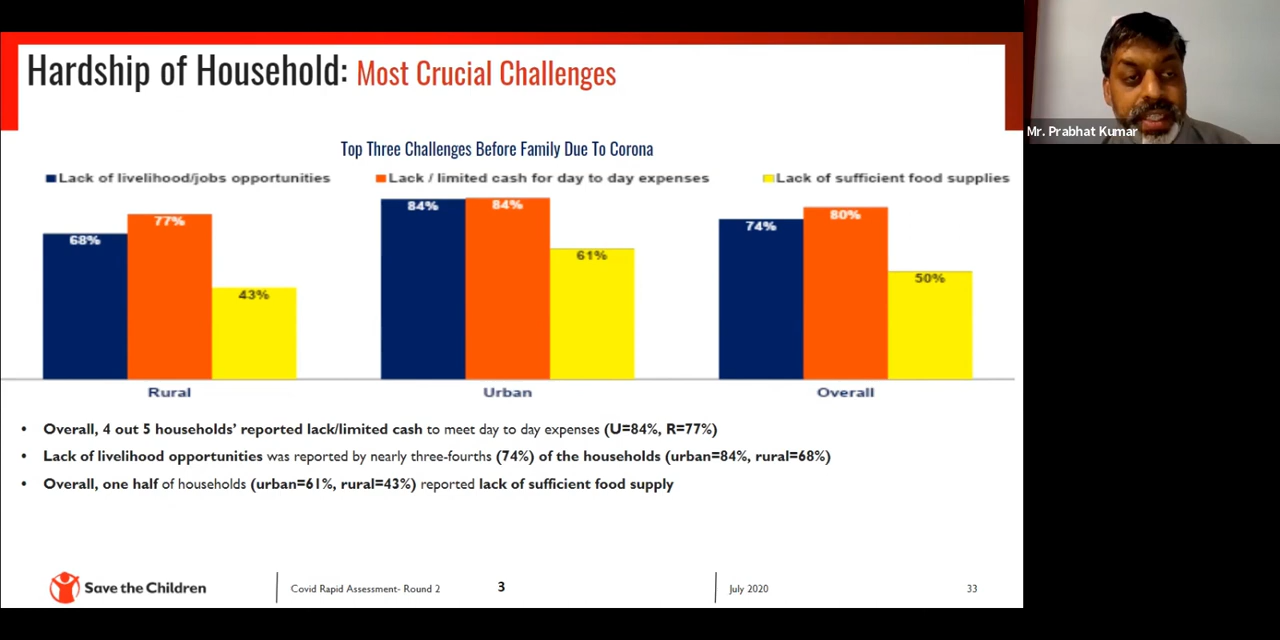 Hardship of Household: Most Crucial Challenges
Mr. Prabhat Kumar
Top Three Challenges Before Family Due To Corona
Lack of livelihood/jobs opportunities Lack / limited cash for day to day expenses Lack of sufficient food supplies
68% 77% 43% 84% 84% 61% 74% 80% 50%
Rural Urban Overall
• Overall, 4 out 5 households' reported lack/limited cash to meet day to day expenses (U=84%, R=77%)
• Lack of livelihood opportunities was reported by nearly three-fourths (74%) of the households (urban=84%, rural=68%)
• Overall, one half of households (urban=61%, rural=43%) reported lack of sufficient food supply
Save the Children Covid Rapid Assessment- Round 2 3 July 2020 33